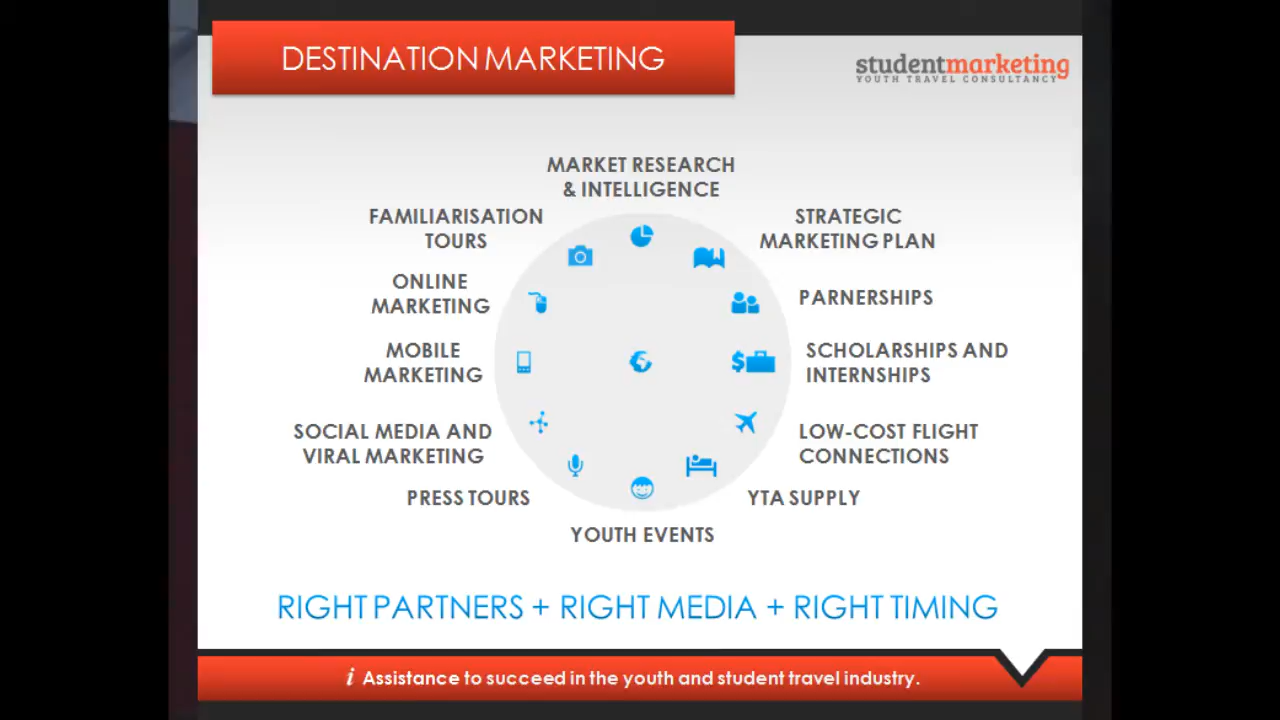 DESTINATION MARKETING
studentmarketing
YOUTH TRAVEL CONSULTANCY
MARKET RESEARCH
& INTELLIGENCE
STRATEGIC
MARKETING PLAN
PARNERSHIPS
SCHOLARSHIPS AND
INTERNSHIPS
LOW-COST FLIGHT
CONNECTIONS
YTA SUPPLY
YOUTH EVENTS
PRESS TOURS
SOCIAL MEDIA AND
VIRAL MARKETING
MOBILE
MARKETING
ONLINE
MARKETING
FAMILIARISATION
TOURS
RIGHT PARTNERS + RIGHT MEDIA + RIGHT TIMING
i Assistance to succeed in the youth and student travel industry.